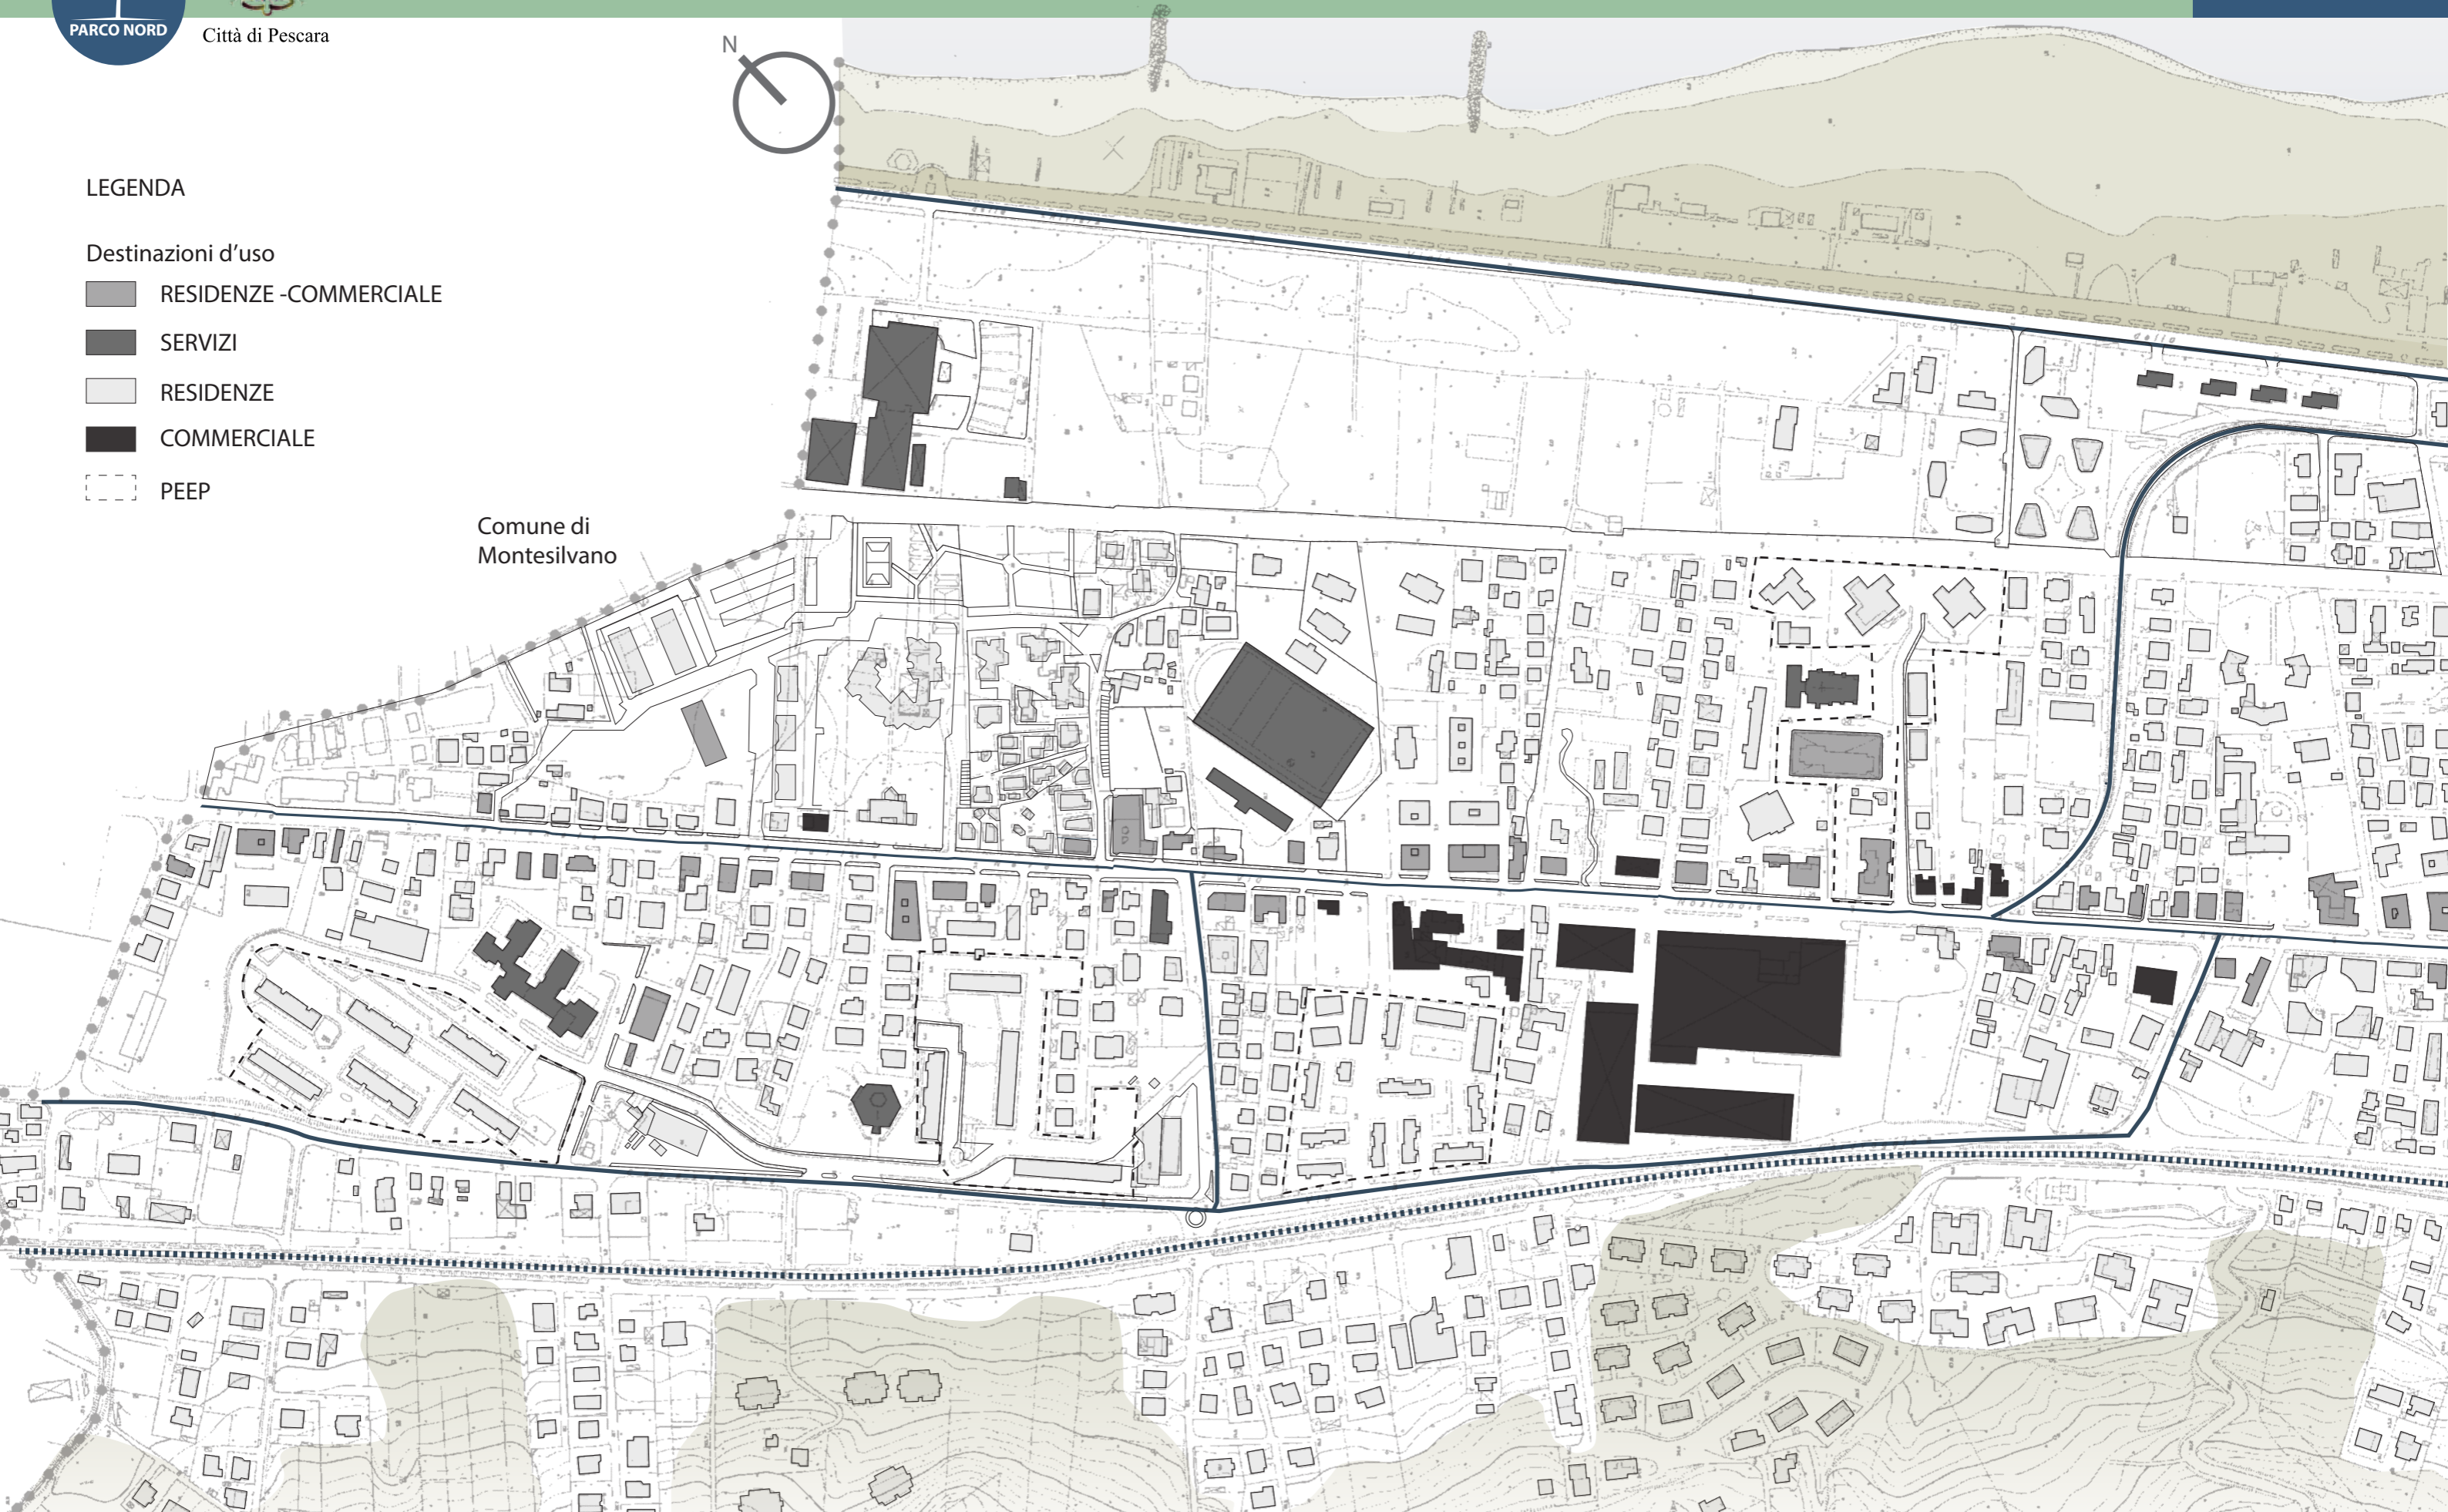 PARCO NORD
Città di Pescara
N
LEGENDA
Destinazioni d'uso
RESIDENZE -COMMERCIALE
SERVIZI
RESIDENZE
COMMERCIALE
PEEP
Comune di
Montesilvano